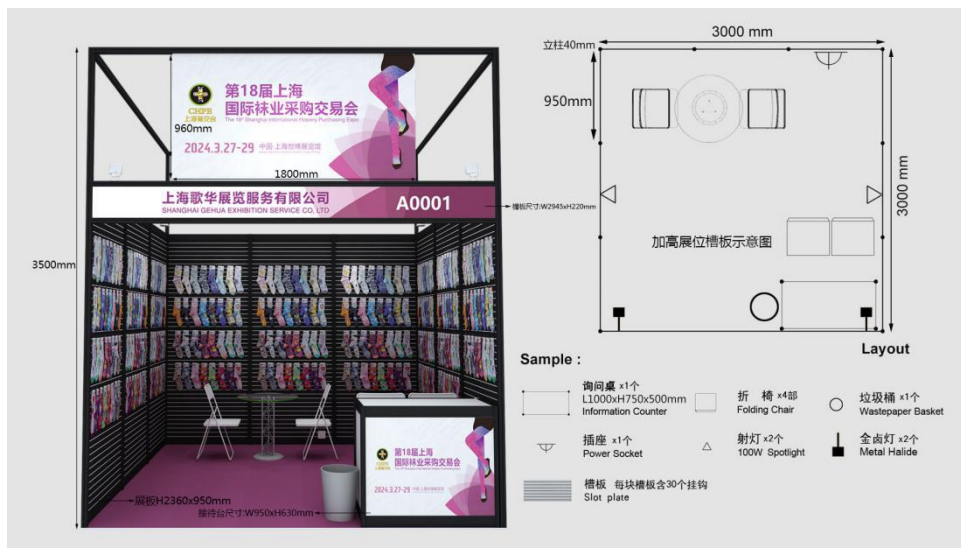 3500mm
CHPE
上海袜交会
第18届上海
国际袜业采购交易会
The 18th Shanghai International Hosiery Purchasing Expo
960mm
2024.3.27-29 中国·上海世博展览馆
1800mm
上海歌华展览服务有限公司
SHANGHAI GEHUA EXHIBITION SERVICE CO, LTD
A0001
楣板尺寸:W2945xH220mm
展板H2360x950mm
接待台尺寸:W950xH630mm
第18届上海
国际袜业采购交易会
2024.3.27-29
3000 mm
立柱40mm
950mm
3000 mm
加高展位槽板示意图
Layout
Sample :
询问桌 x1个
L1000xH750x500mm
Information Counter
折 椅 x4部
Folding Chair
垃圾桶 x1个
Wastepaper Basket
插座 x1个
Power Socket
射灯 x2个
100W Spotlight
金卤灯 x2个
Metal Halide
槽板 每块槽板含30个挂钩
Slot plate